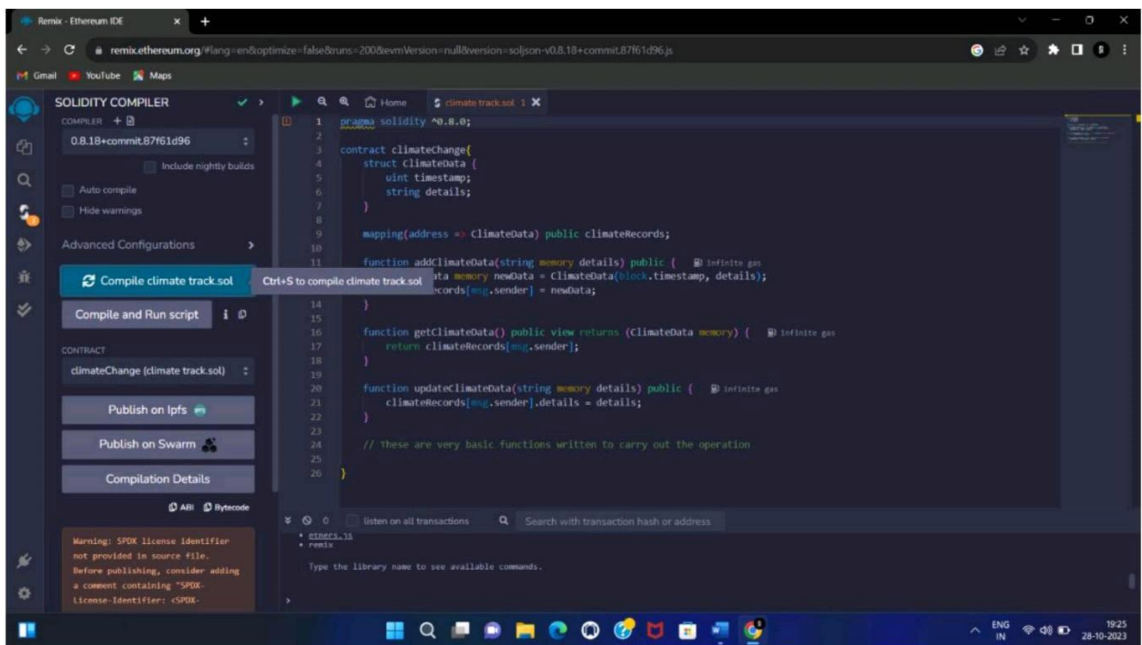 Remix - Ethereum IDE
remix.ethereum.org/#lang=en&optimize=false&runs=200&evmVersion=null&version=soljson-v0.8.18+commit.87f61d96.js
Gmail YouTube Maps
SOLIDITY COMPILER
COMPILER
0.8.18+commit.87f61d96
Include nightly builds
Auto compile
Hide warnings
Advanced Configurations
Compile climate track.sol
Ctrl+S to compile climate track.sol
Compile and Run script
CONTRACT
climateChange (climate track.sol)
Publish on Ipfs
Publish on Swarm
Compilation Details
ABI Bytecode
Warning: SPDX license identifier
not provided in source file.
Before publishing, consider adding
a comment containing "SPDX-
License-Identifier: <SPDX-
Home climate track.sol 1
1 pragma solidity ^0.8.0;
2
3 contract climateChange{
4 struct ClimateData {
5 uint timestamp;
6 string details;
7 }
8
9 mapping(address => ClimateData) public climateRecords;
10
11 function addClimateData(string memory details) public { infinite gas
ata memory newData = ClimateData(block.timestamp, details);
ecords[msg.sender] = newData;
14 }
15
16 function getClimateData() public view returns (ClimateData memory) { infinite gas
17 return climateRecords[msg.sender];
18 }
19
20 function updateClimateData(string memory details) public { infinite gas
21 climateRecords[msg.sender].details = details;
22 }
23
24 // These are very basic functions written to carry out the operation
25
26 }
0 listen on all transactions Search with transaction hash or address
ethers.js
remix
Type the library name to see available commands.
>
ENG
IN
19:25
28-10-2023